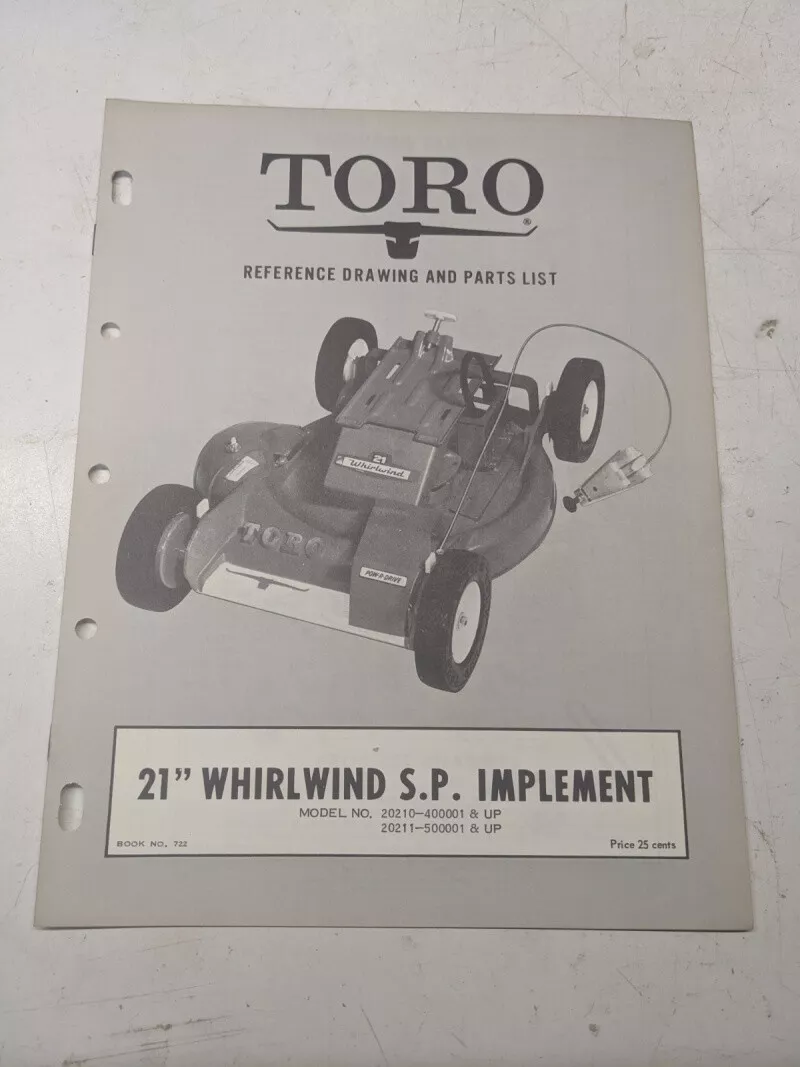 TORO
®
REFERENCE DRAWING AND PARTS LIST
21
Whirlwind
TORO
POW-R-DRIVE
21” WHIRLWIND S.P. IMPLEMENT
MODEL NO. 20210-400001 & UP
20211-500001 & UP
BOOK NO. 722
Price 25 cents